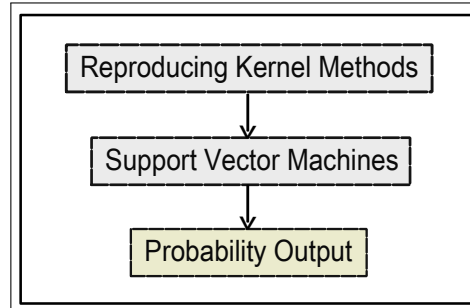 Reproducing Kernel Methods
Support Vector Machines
Probability Output